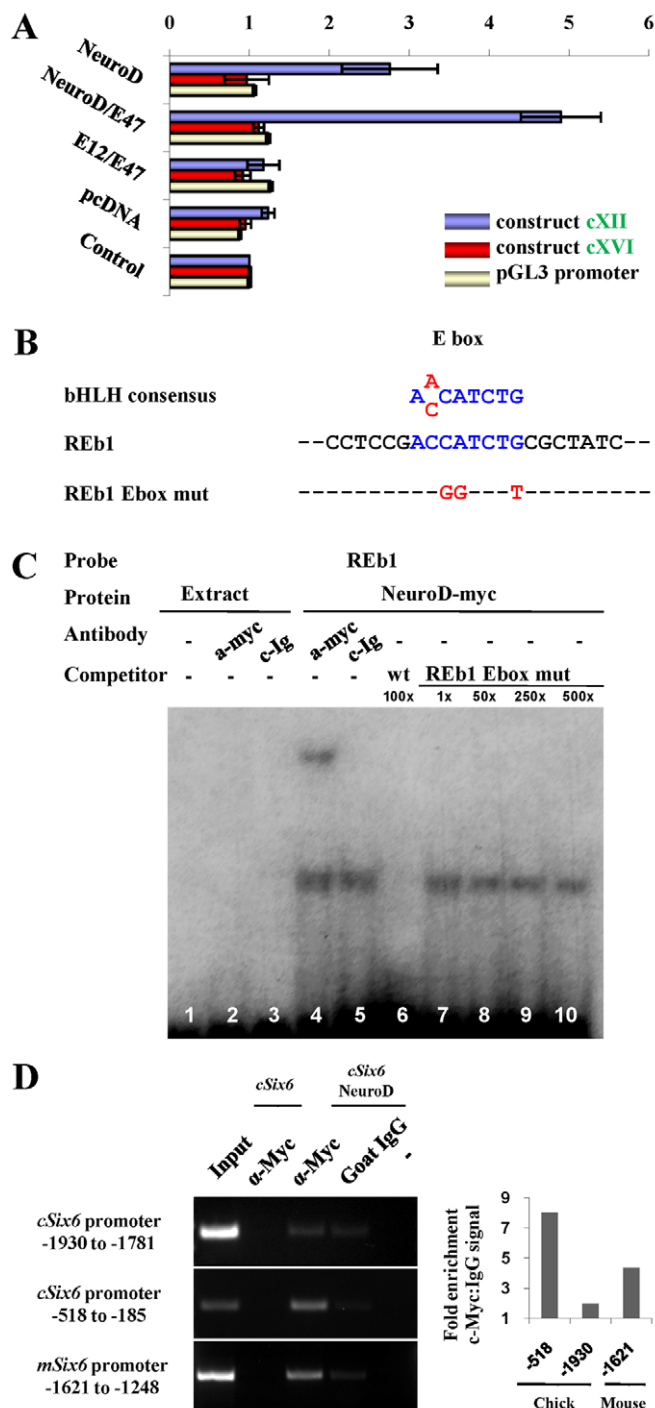 A
0 1 2 3 4 5 6
NeuroD
NeuroD/E47
E12/E47
pcDNA
Control
construct cXII
construct cXVI
pGL3 promoter
B
E box
bHLH consensus
A
ACATCTG
C
REb1
--CCTCCGACCATCTGCGCTATC--
REb1 Ebox mut
---------GG---T---------
C
Probe REb1
Protein Extract NeuroD-myc
Antibody - a-myc c-Ig a-myc c-Ig - - - - -
Competitor - - - - - wt REb1 Ebox mut
100x 1x 50x 250x 500x
1 2 3 4 5 6 7 8 9 10
D
cSix6 cSix6
NeuroD
Input α-Myc α-Myc Goat IgG -
cSix6 promoter
-1930 to -1781
cSix6 promoter
-518 to -185
mSix6 promoter
-1621 to -1248
Fold enrichment
c-Myc:IgG signal
9
7
5
3
1
-518 -1930 -1621
Chick Mouse